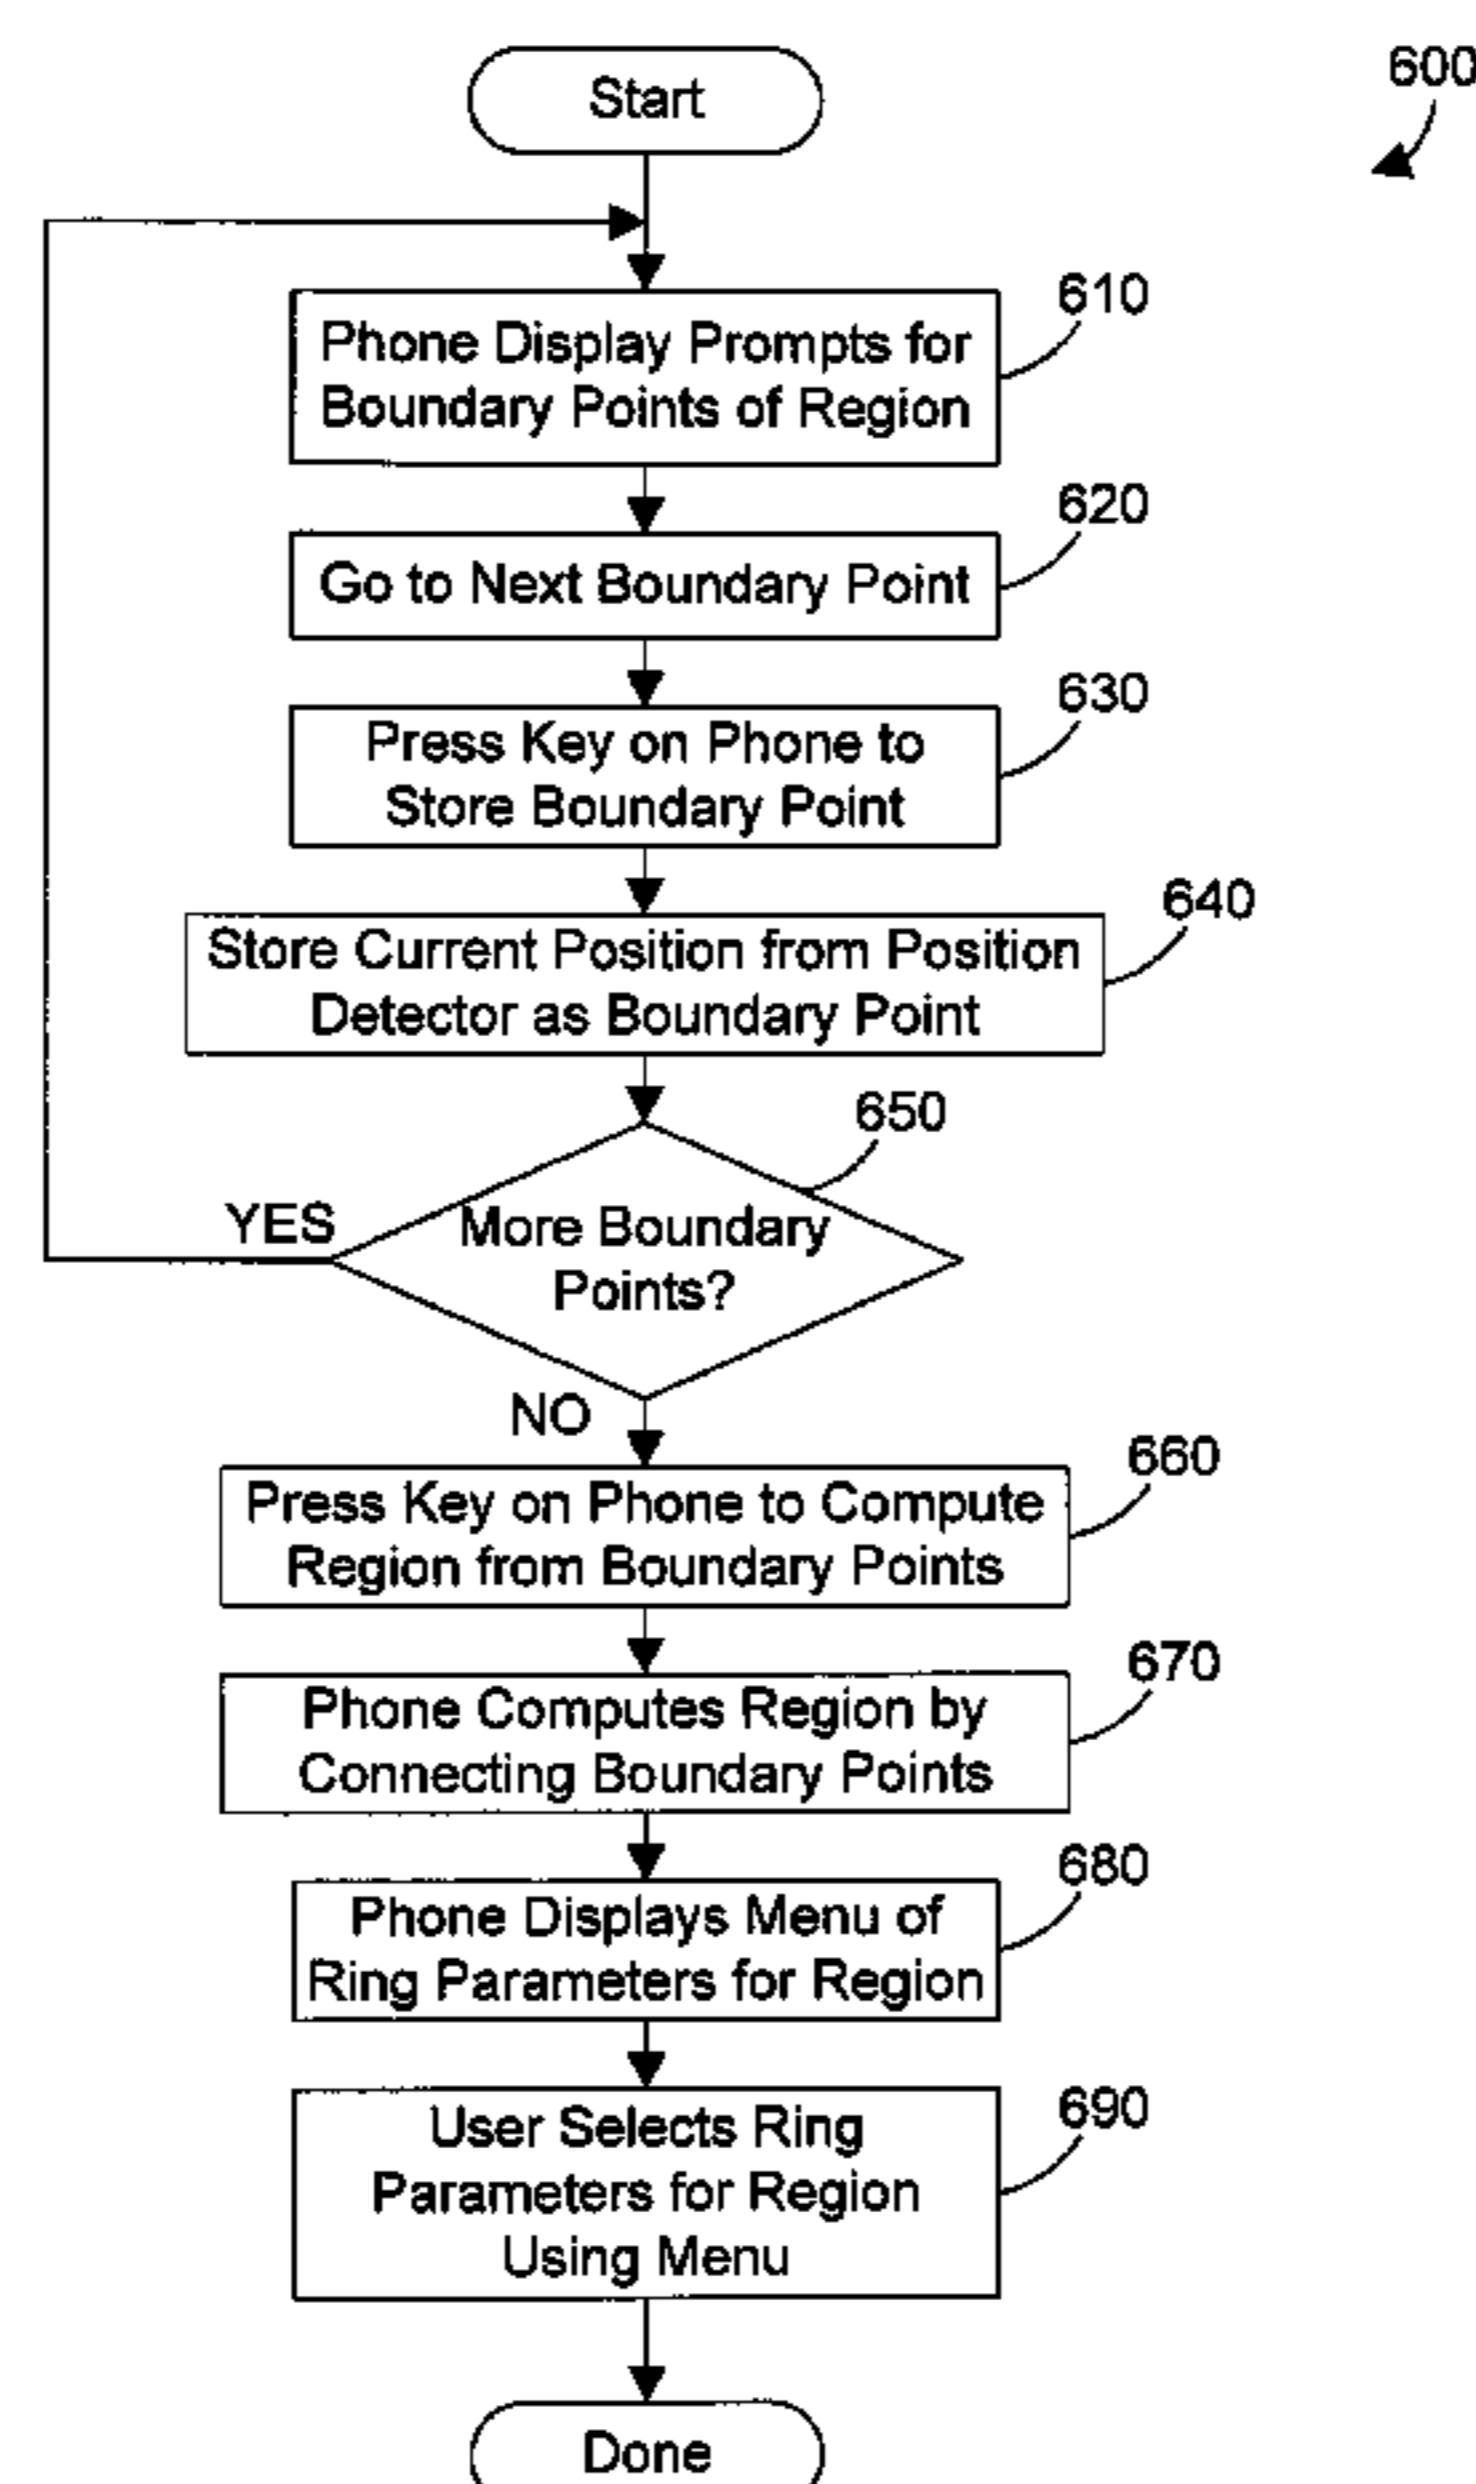 Start
600
Phone Display Prompts for
Boundary Points of Region
610
Go to Next Boundary Point
620
Press Key on Phone to
Store Boundary Point
630
Store Current Position from Position
Detector as Boundary Point
640
More Boundary
Points?
650
YES
NO
Press Key on Phone to Compute
Region from Boundary Points
660
Phone Computes Region by
Connecting Boundary Points
670
Phone Displays Menu of
Ring Parameters for Region
680
User Selects Ring
Parameters for Region
Using Menu
690
Done